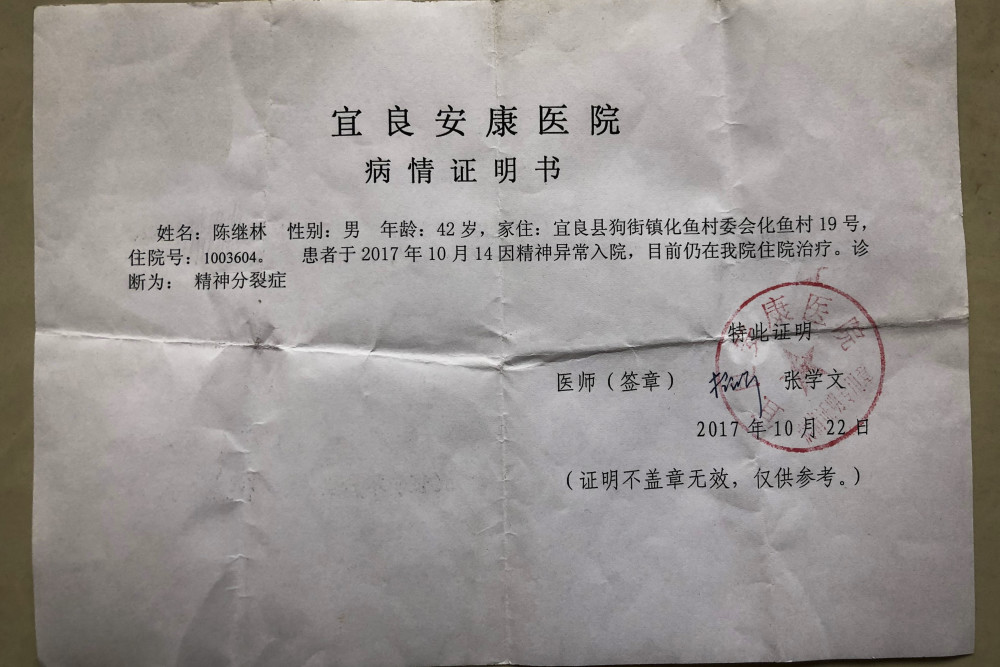 宜良安康医院
病情证明书
姓名：陈继林 性别：男 年龄：42岁，家住：宜良县狗街镇化鱼村委会化鱼村19号，
住院号：1003604。 患者于2017年10月14因精神异常入院，目前仍在我院住院治疗。诊
断为： 精神分裂症
安康医院
特此证明
医师（签章） 张学文
2017年10月22日
（证明不盖章无效，仅供参考。）